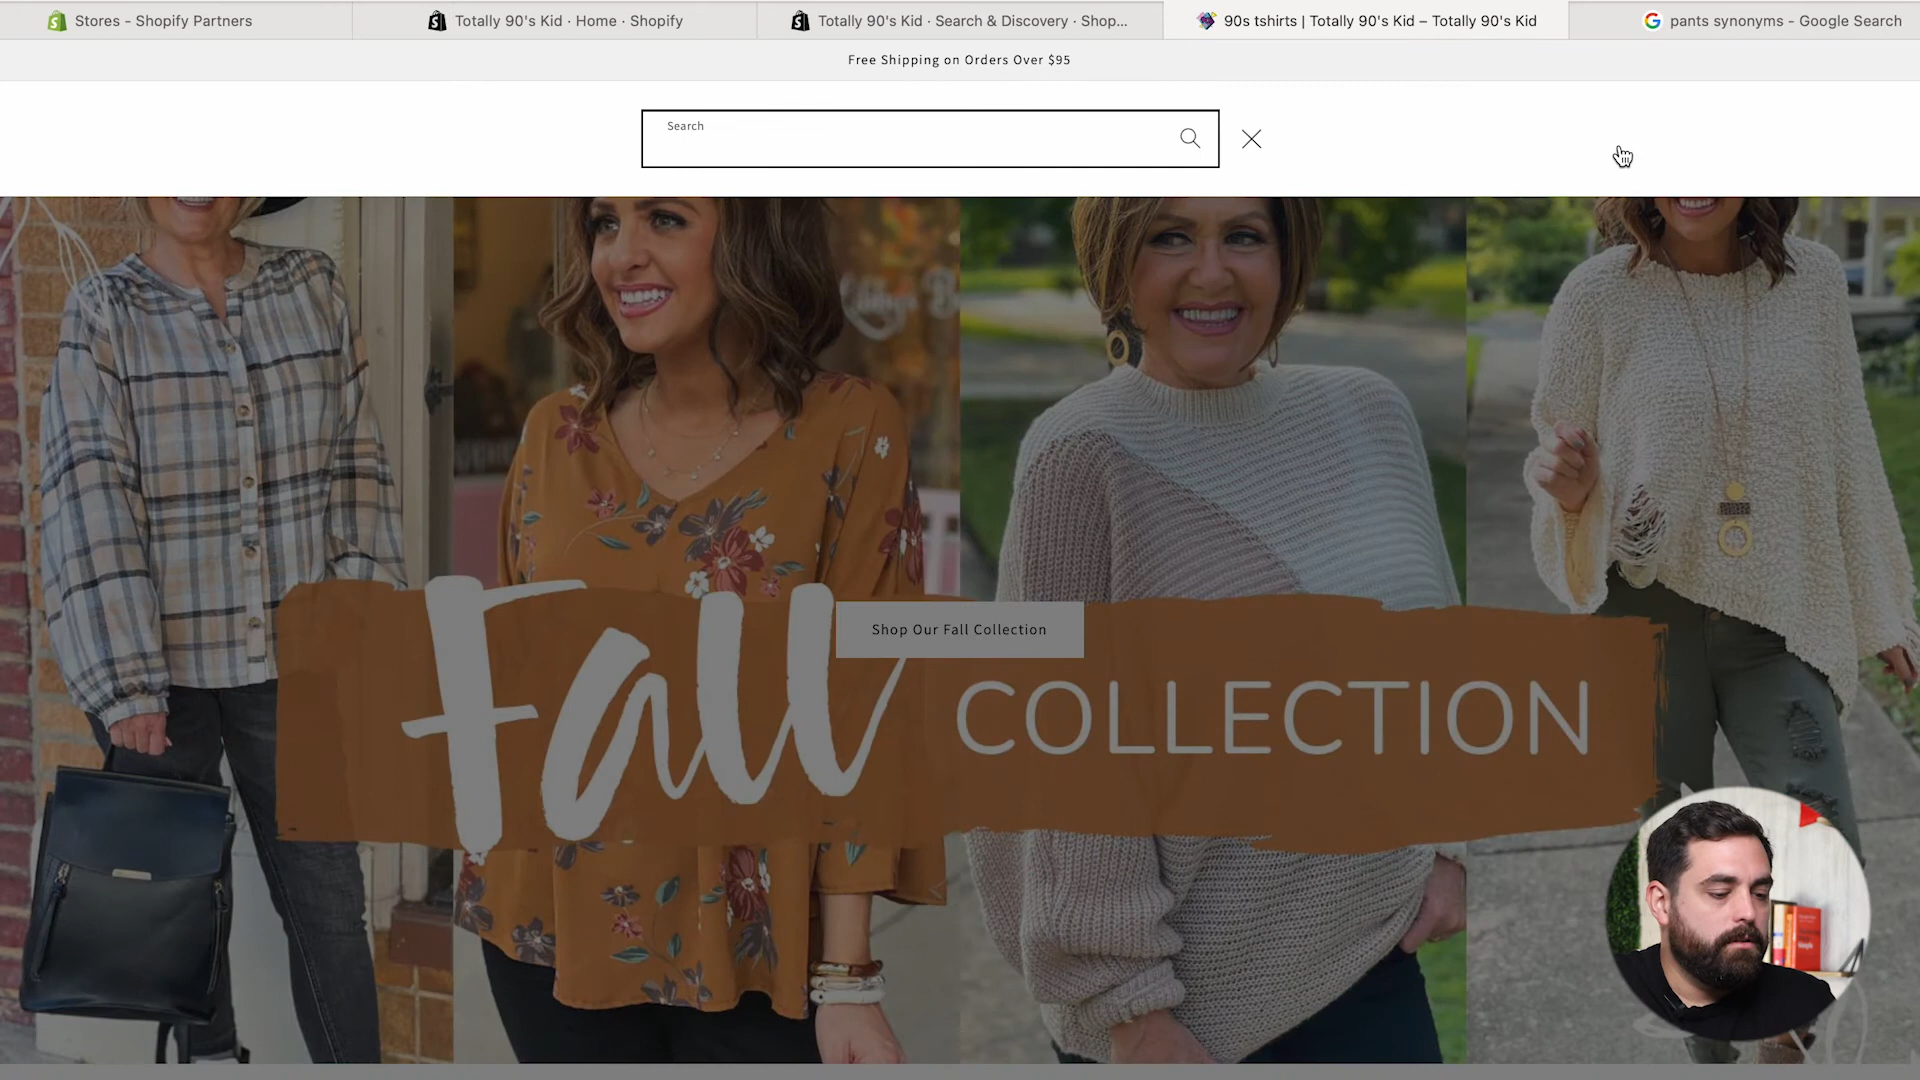 Stores - Shopify Partners
Totally 90's Kid · Home · Shopify
Totally 90's Kid · Search & Discovery · Shop...
90s tshirts | Totally 90's Kid – Totally 90's Kid
pants synonyms - Google Search
Free Shipping on Orders Over $95
Search
Shop Our Fall Collection
Fall COLLECTION